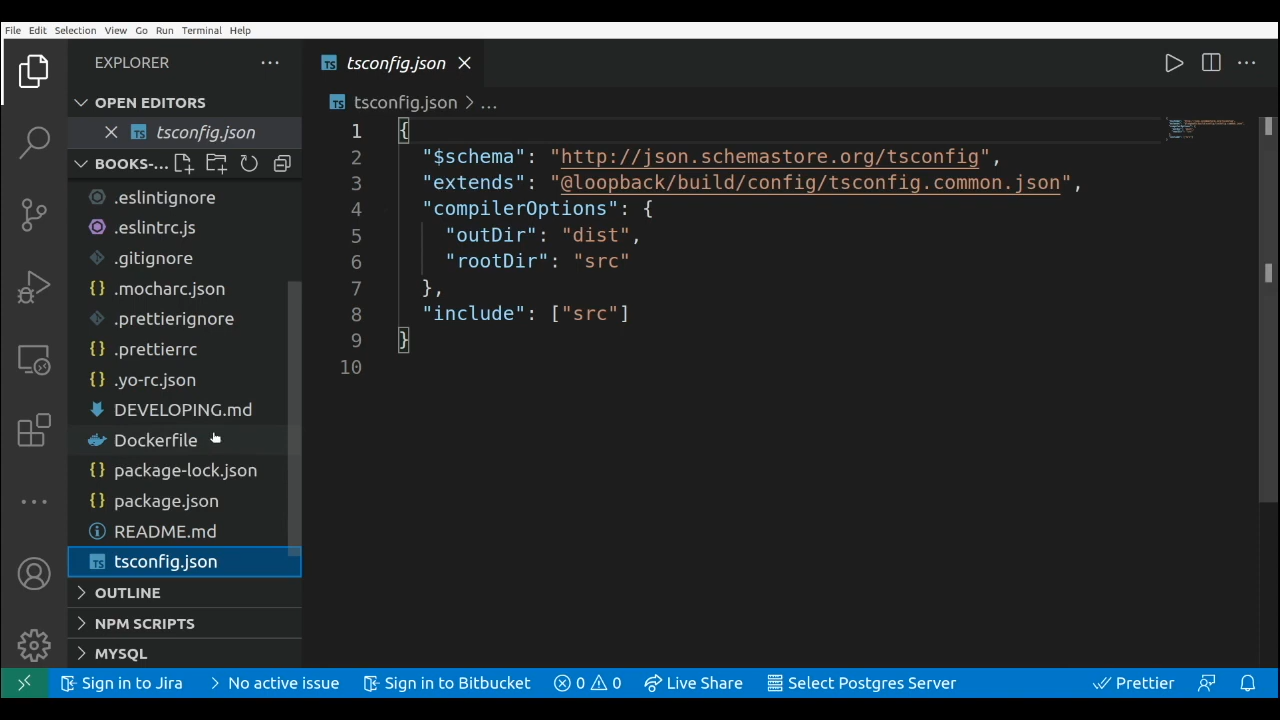 File Edit Selection View Go Run Terminal Help
EXPLORER
tsconfig.json
OPEN EDITORS
tsconfig.json
tsconfig.json > ...
BOOKS-...
.eslintignore
.eslintrc.js
.gitignore
.mocharc.json
.prettierignore
.prettierrc
.yo-rc.json
DEVELOPING.md
Dockerfile
package-lock.json
package.json
README.md
tsconfig.json
OUTLINE
NPM SCRIPTS
MYSQL
1 {
2 "$schema": "http://json.schemastore.org/tsconfig",
3 "extends": "@loopback/build/config/tsconfig.common.json",
4 "compilerOptions": {
5 "outDir": "dist",
6 "rootDir": "src"
7 },
8 "include": ["src"]
9 }
10
Sign in to Jira No active issue Sign in to Bitbucket 0 0 Live Share Select Postgres Server Prettier